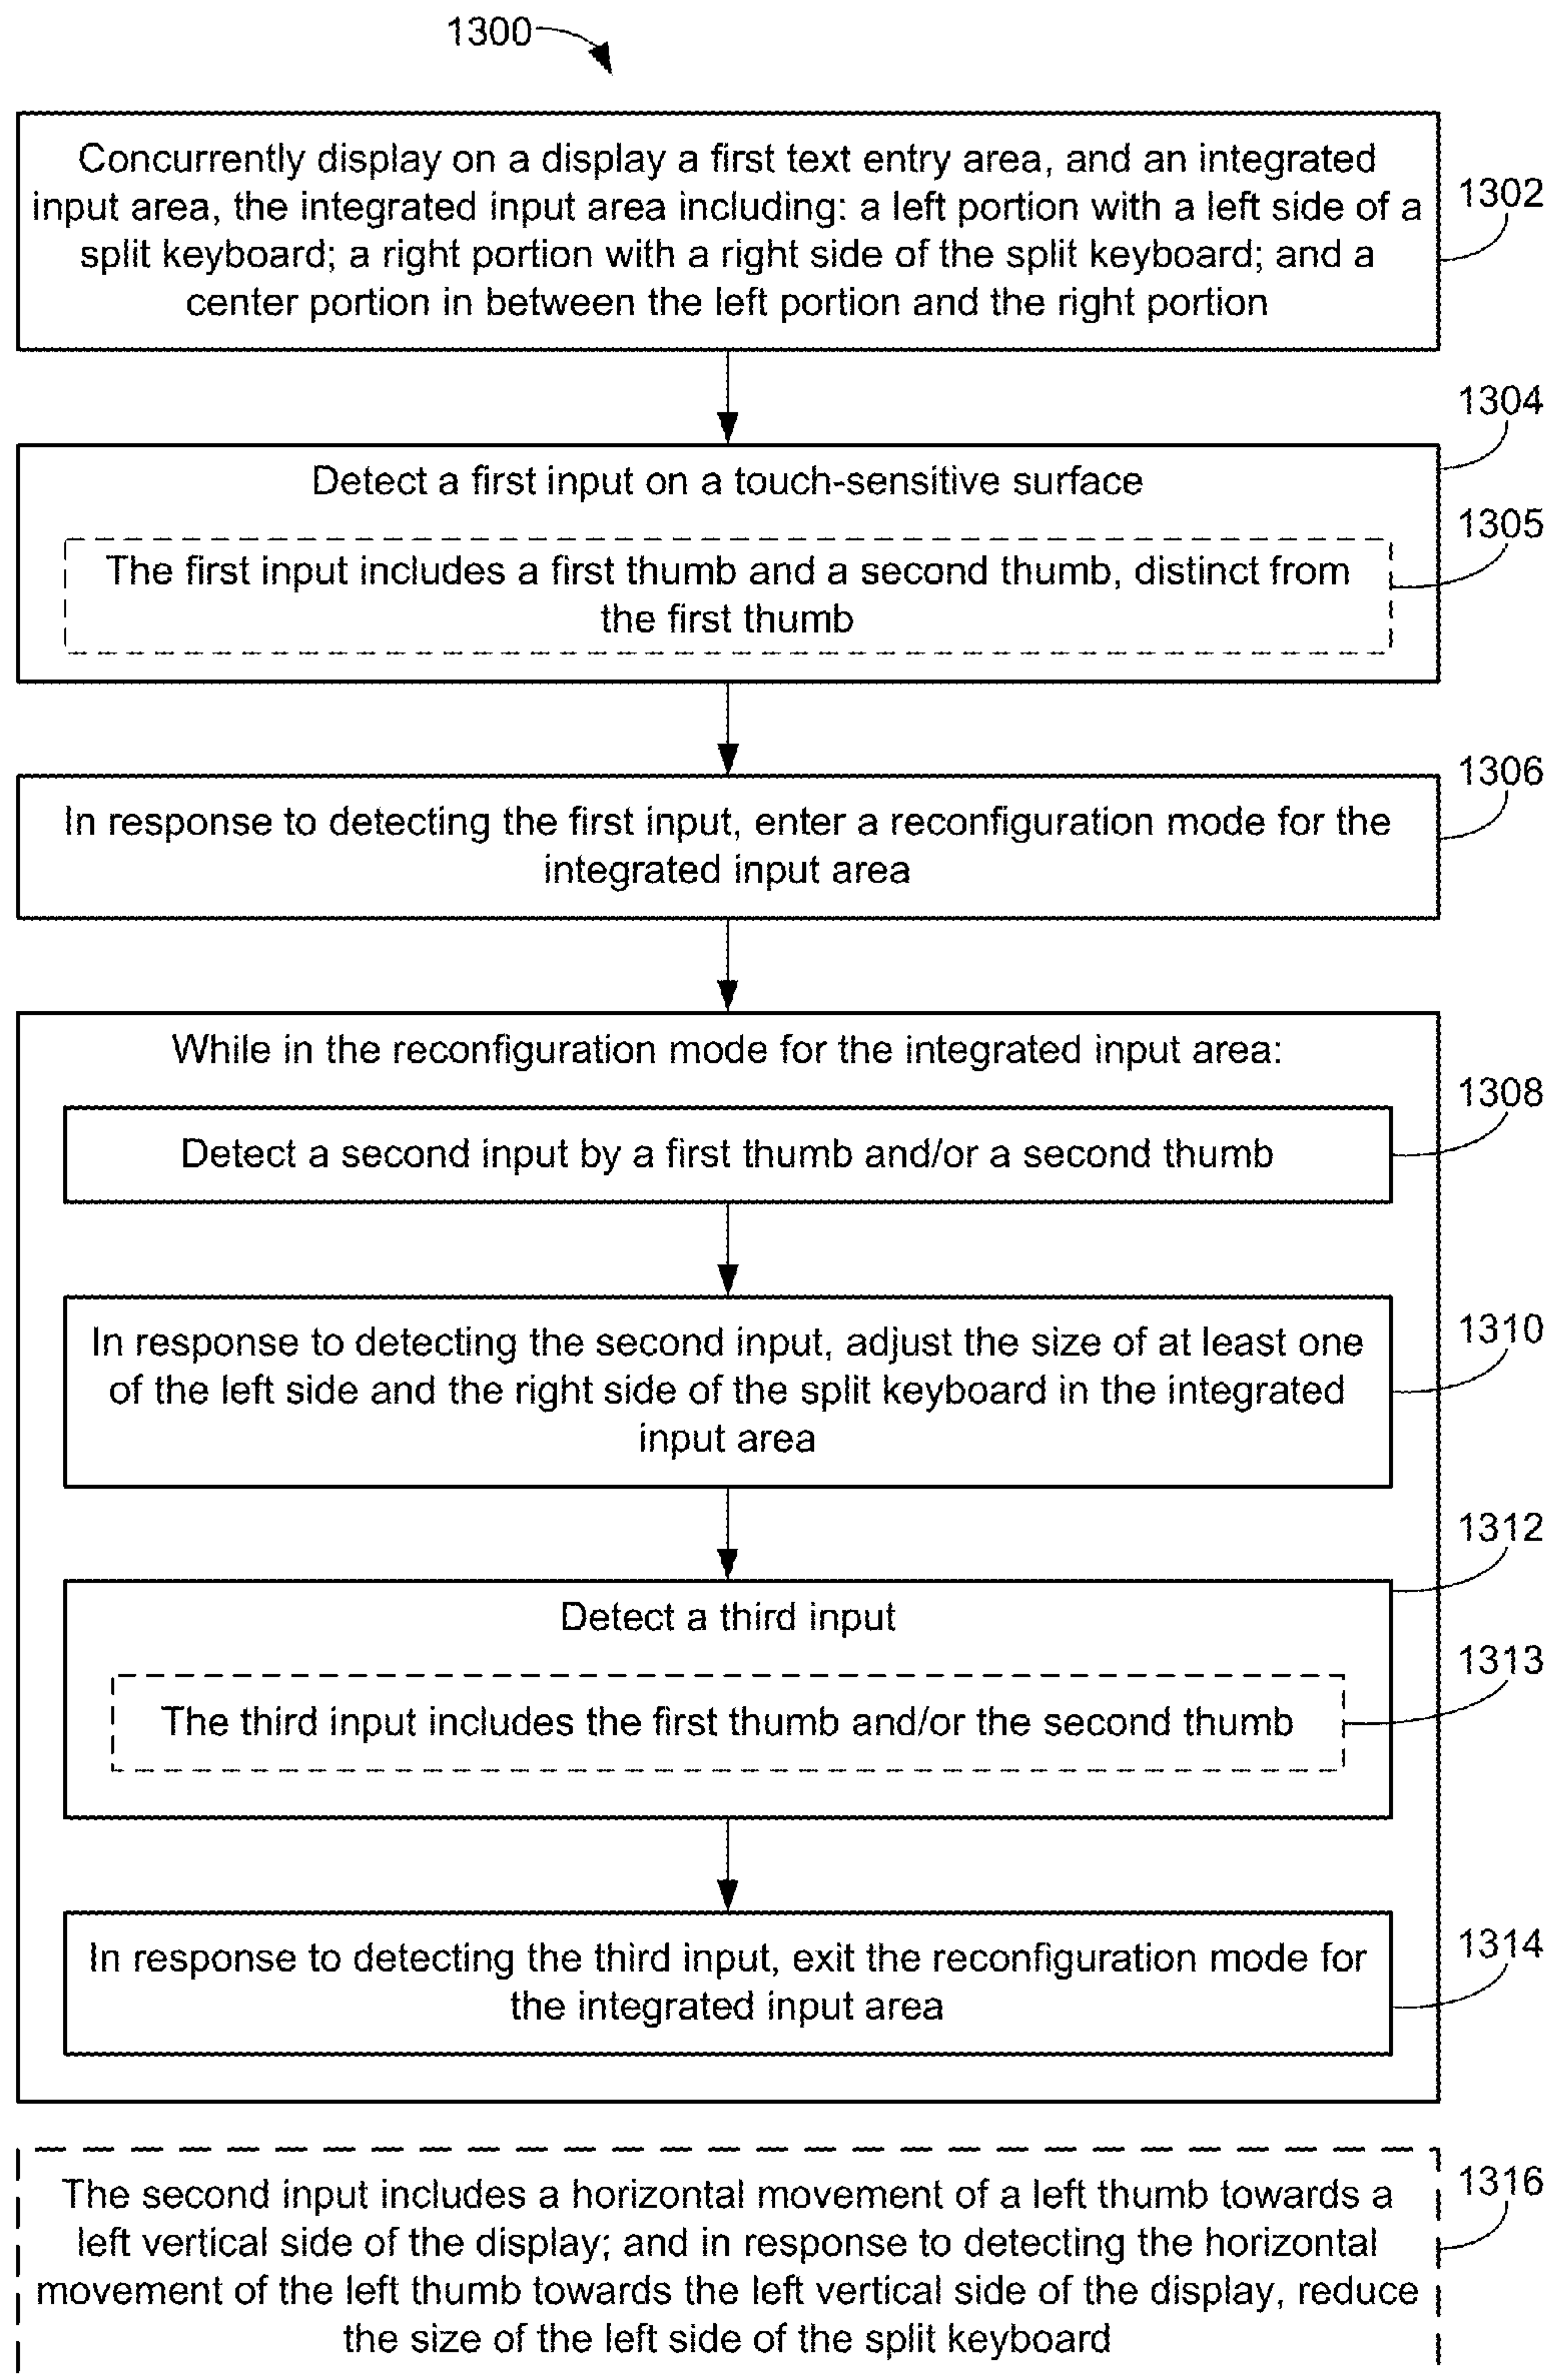 1300
Concurrently display on a display a first text entry area, and an integrated
input area, the integrated input area including: a left portion with a left side of a
split keyboard; a right portion with a right side of the split keyboard; and a
center portion in between the left portion and the right portion
1302
1304
Detect a first input on a touch-sensitive surface
1305
The first input includes a first thumb and a second thumb, distinct from
the first thumb
1306
In response to detecting the first input, enter a reconfiguration mode for the
integrated input area
While in the reconfiguration mode for the integrated input area:
1308
Detect a second input by a first thumb and/or a second thumb
1310
In response to detecting the second input, adjust the size of at least one
of the left side and the right side of the split keyboard in the integrated
input area
1312
Detect a third input
1313
The third input includes the first thumb and/or the second thumb
1314
In response to detecting the third input, exit the reconfiguration mode for
the integrated input area
1316
The second input includes a horizontal movement of a left thumb towards a
left vertical side of the display; and in response to detecting the horizontal
movement of the left thumb towards the left vertical side of the display, reduce
the size of the left side of the split keyboard